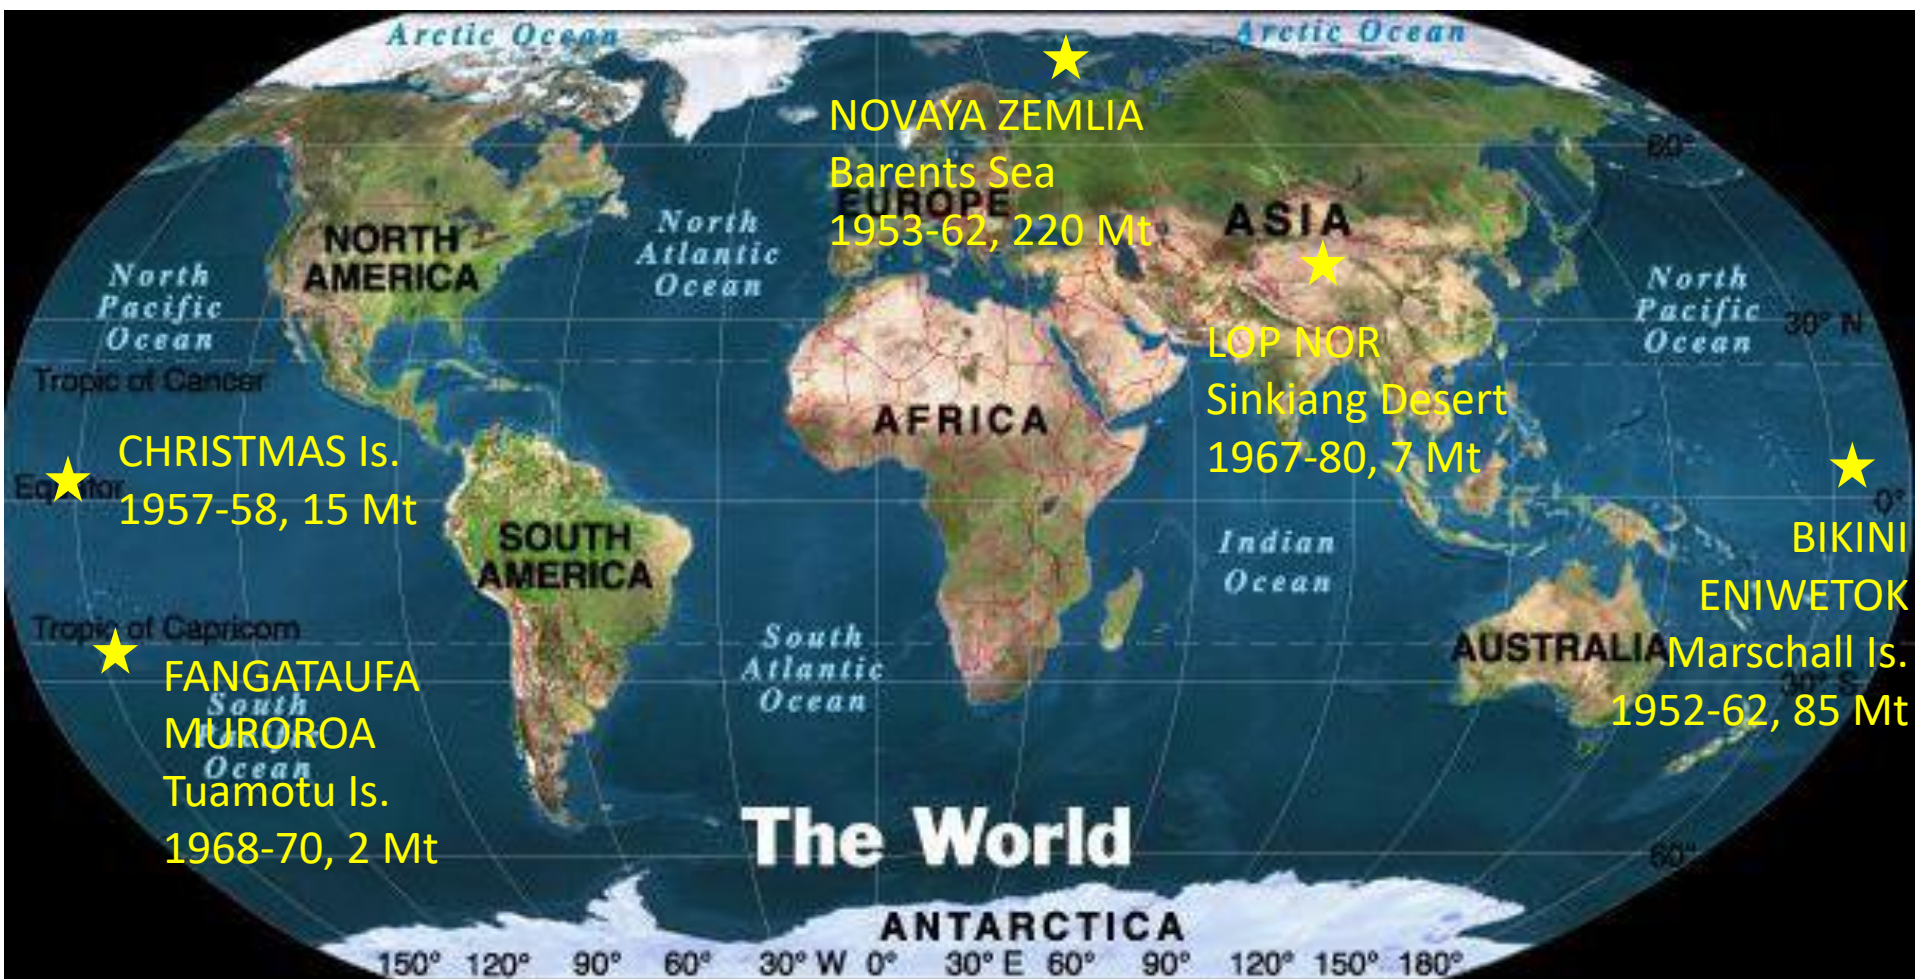 Arctic Ocean
Arctic Ocean
NOVAYA ZEMLIA
Barents Sea
1953-62, 220 Mt
EUROPE
60°
ASIA
NORTH
AMERICA
North
Atlantic
Ocean
North
Pacific
Ocean
North
Pacific
Ocean
30° N
LOP NOR
Sinkiang Desert
1967-80, 7 Mt
Tropic of Cancer
AFRICA
CHRISTMAS Is.
1957-58, 15 Mt
Equator
0°
BIKINI
ENIWETOK
Marschall Is.
1952-62, 85 Mt
SOUTH
AMERICA
Indian
Ocean
Tropic of Capricorn
South
Atlantic
Ocean
AUSTRALIA
30° S
FANGATAUFA
MUROROA
Tuamotu Is.
1968-70, 2 Mt
South
Pacific
Ocean
The World
60°
ANTARCTICA
150° 120° 90° 60° 30° W 0° 30° E 60° 90° 120° 150° 180°